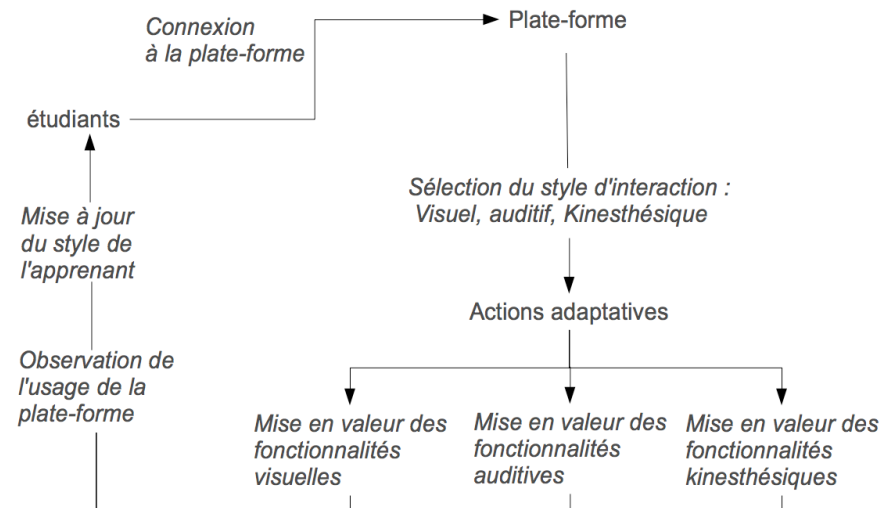 Connexion
à la plate-forme
Plate-forme
étudiants
Sélection du style d'interaction :
Visuel, auditif, Kinesthésique
Mise à jour
du style de
l'apprenant
Actions adaptatives
Observation de
l'usage de la
plate-forme
Mise en valeur des
fonctionnalités
visuelles
Mise en valeur des
fonctionnalités
auditives
Mise en valeur des
fonctionnalités
kinesthésiques